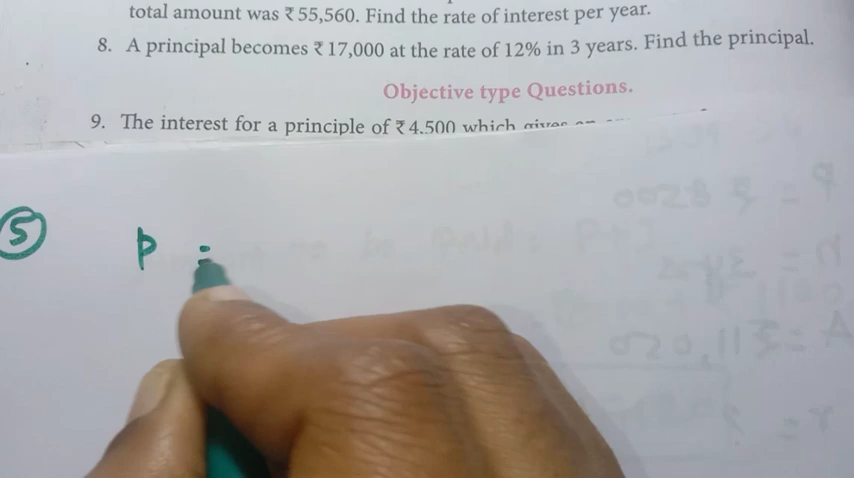 total amount was ₹ 55,560. Find the rate of interest per year.
8. A principal becomes ₹ 17,000 at the rate of 12% in 3 years. Find the principal.
Objective type Questions.
9. The interest for a principle of ₹ 4,500 which gives an
5 P =